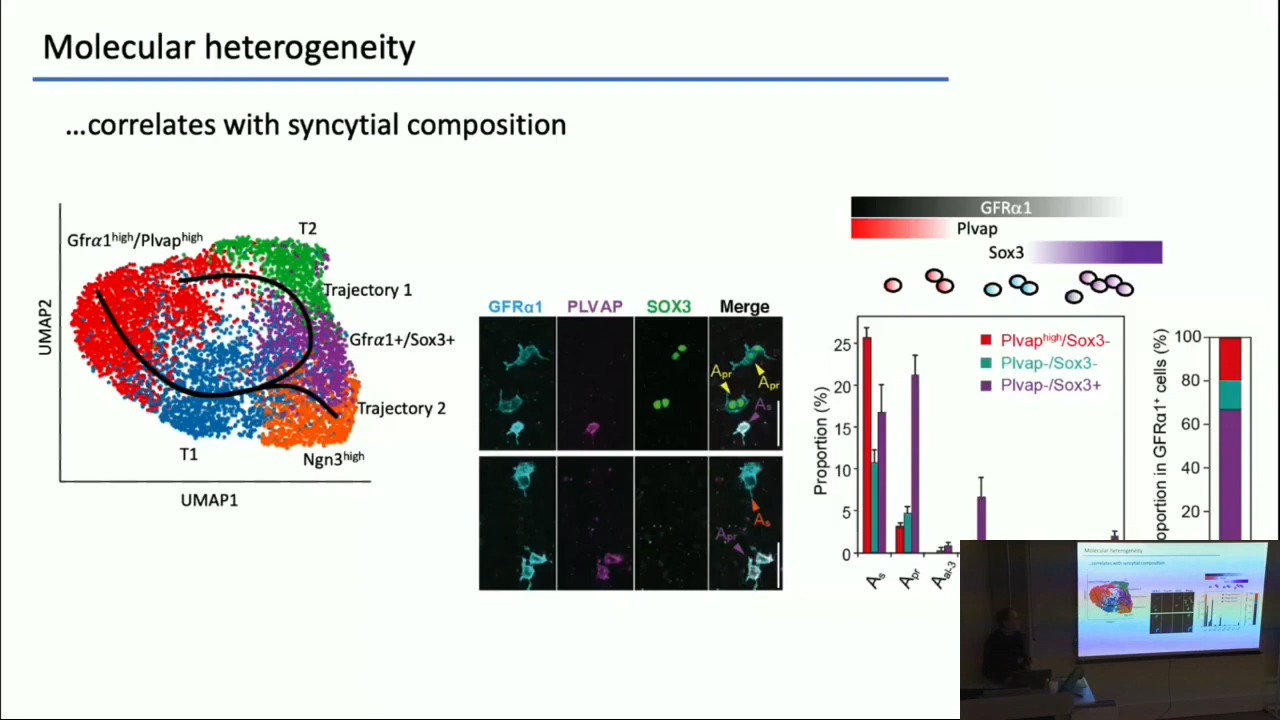 Molecular heterogeneity
...correlates with syncytial composition
UMAP2
Gfrα1high/Plvaphigh
T2
Trajectory 1
Gfrα1+/Sox3+
Trajectory 2
T1
Ngn3high
UMAP1
GFRα1 PLVAP SOX3 Merge
Apr
Apr
As
As
Apr
GFRα1
Plvap
Sox3
Proportion (%)
25
20
15
10
5
0
Plvaphigh/Sox3-
Plvap-/Sox3-
Plvap-/Sox3+
As Apr Aal-3
oportion in GFRα1+ cells (%)
100
80
60
40
20
Molecular heterogeneity
...correlates with syncytial composition